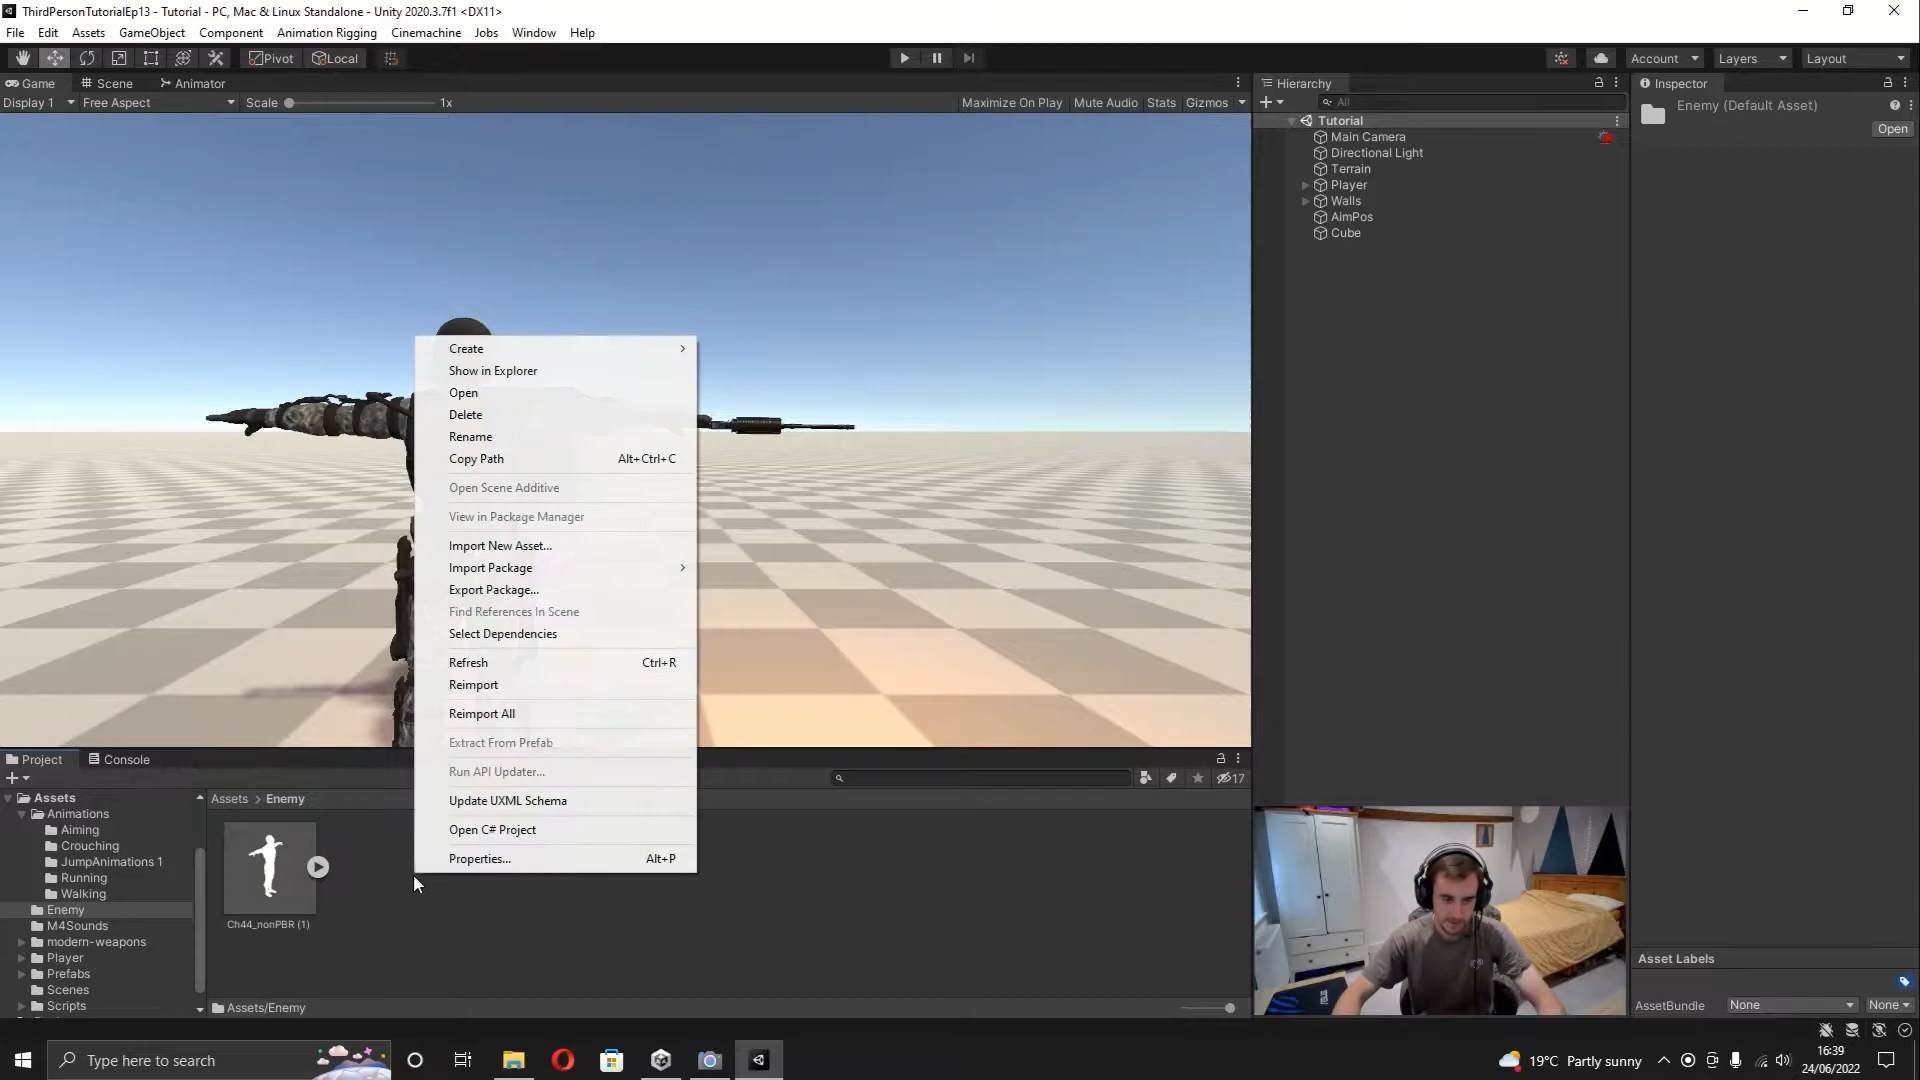 ThirdPersonTutorialEp13 - Tutorial - PC, Mac & Linux Standalone - Unity 2020.3.7f1 <DX11>
File Edit Assets GameObject Component Animation Rigging Cinemachine Jobs Window Help
Pivot Local Account Layers Layout
Game Scene Animator
Display 1 Free Aspect Scale 1x Maximize On Play Mute Audio Stats Gizmos
Hierarchy
All
Tutorial
Main Camera
Directional Light
Terrain
Player
Walls
AimPos
Cube
Inspector
Enemy (Default Asset)
Open
Create
Show in Explorer
Open
Delete
Rename
Copy Path Alt+Ctrl+C
Open Scene Additive
View in Package Manager
Import New Asset...
Import Package
Export Package...
Find References In Scene
Select Dependencies
Refresh Ctrl+R
Reimport
Reimport All
Extract From Prefab
Run API Updater...
Update UXML Schema
Open C# Project
Properties... Alt+P
Project Console
17
Assets
Animations
Aiming
Crouching
JumpAnimations 1
Running
Walking
Enemy
M4Sounds
modern-weapons
Player
Prefabs
Scenes
Scripts
Assets > Enemy
Ch44_nonPBR (1)
Assets/Enemy
Asset Labels
AssetBundle None None
Type here to search
19°C Partly sunny
16:39
24/06/2022